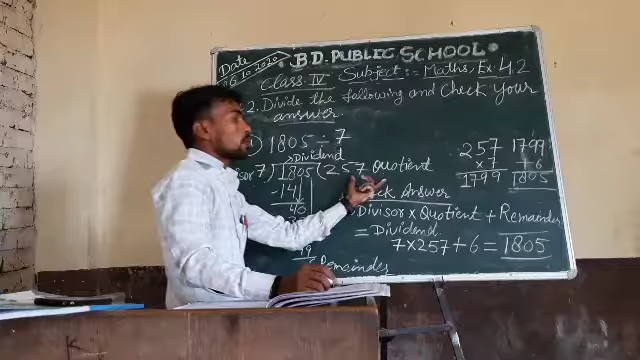 Date
16.10.2020
B.D. PUBLIC SCHOOL
Class IV Subject:- Maths, Ex. 4.2
2. Divide the following and check your
answer.
1805 ÷ 7
Dividend
7) 1805 (257 Quotient
-14
40
19
Remainder
Answer
Divisor x Quotient + Remainder
= Dividend
7 x 257 + 6 = 1805
257
x 7
1799
1799
+ 6
1805